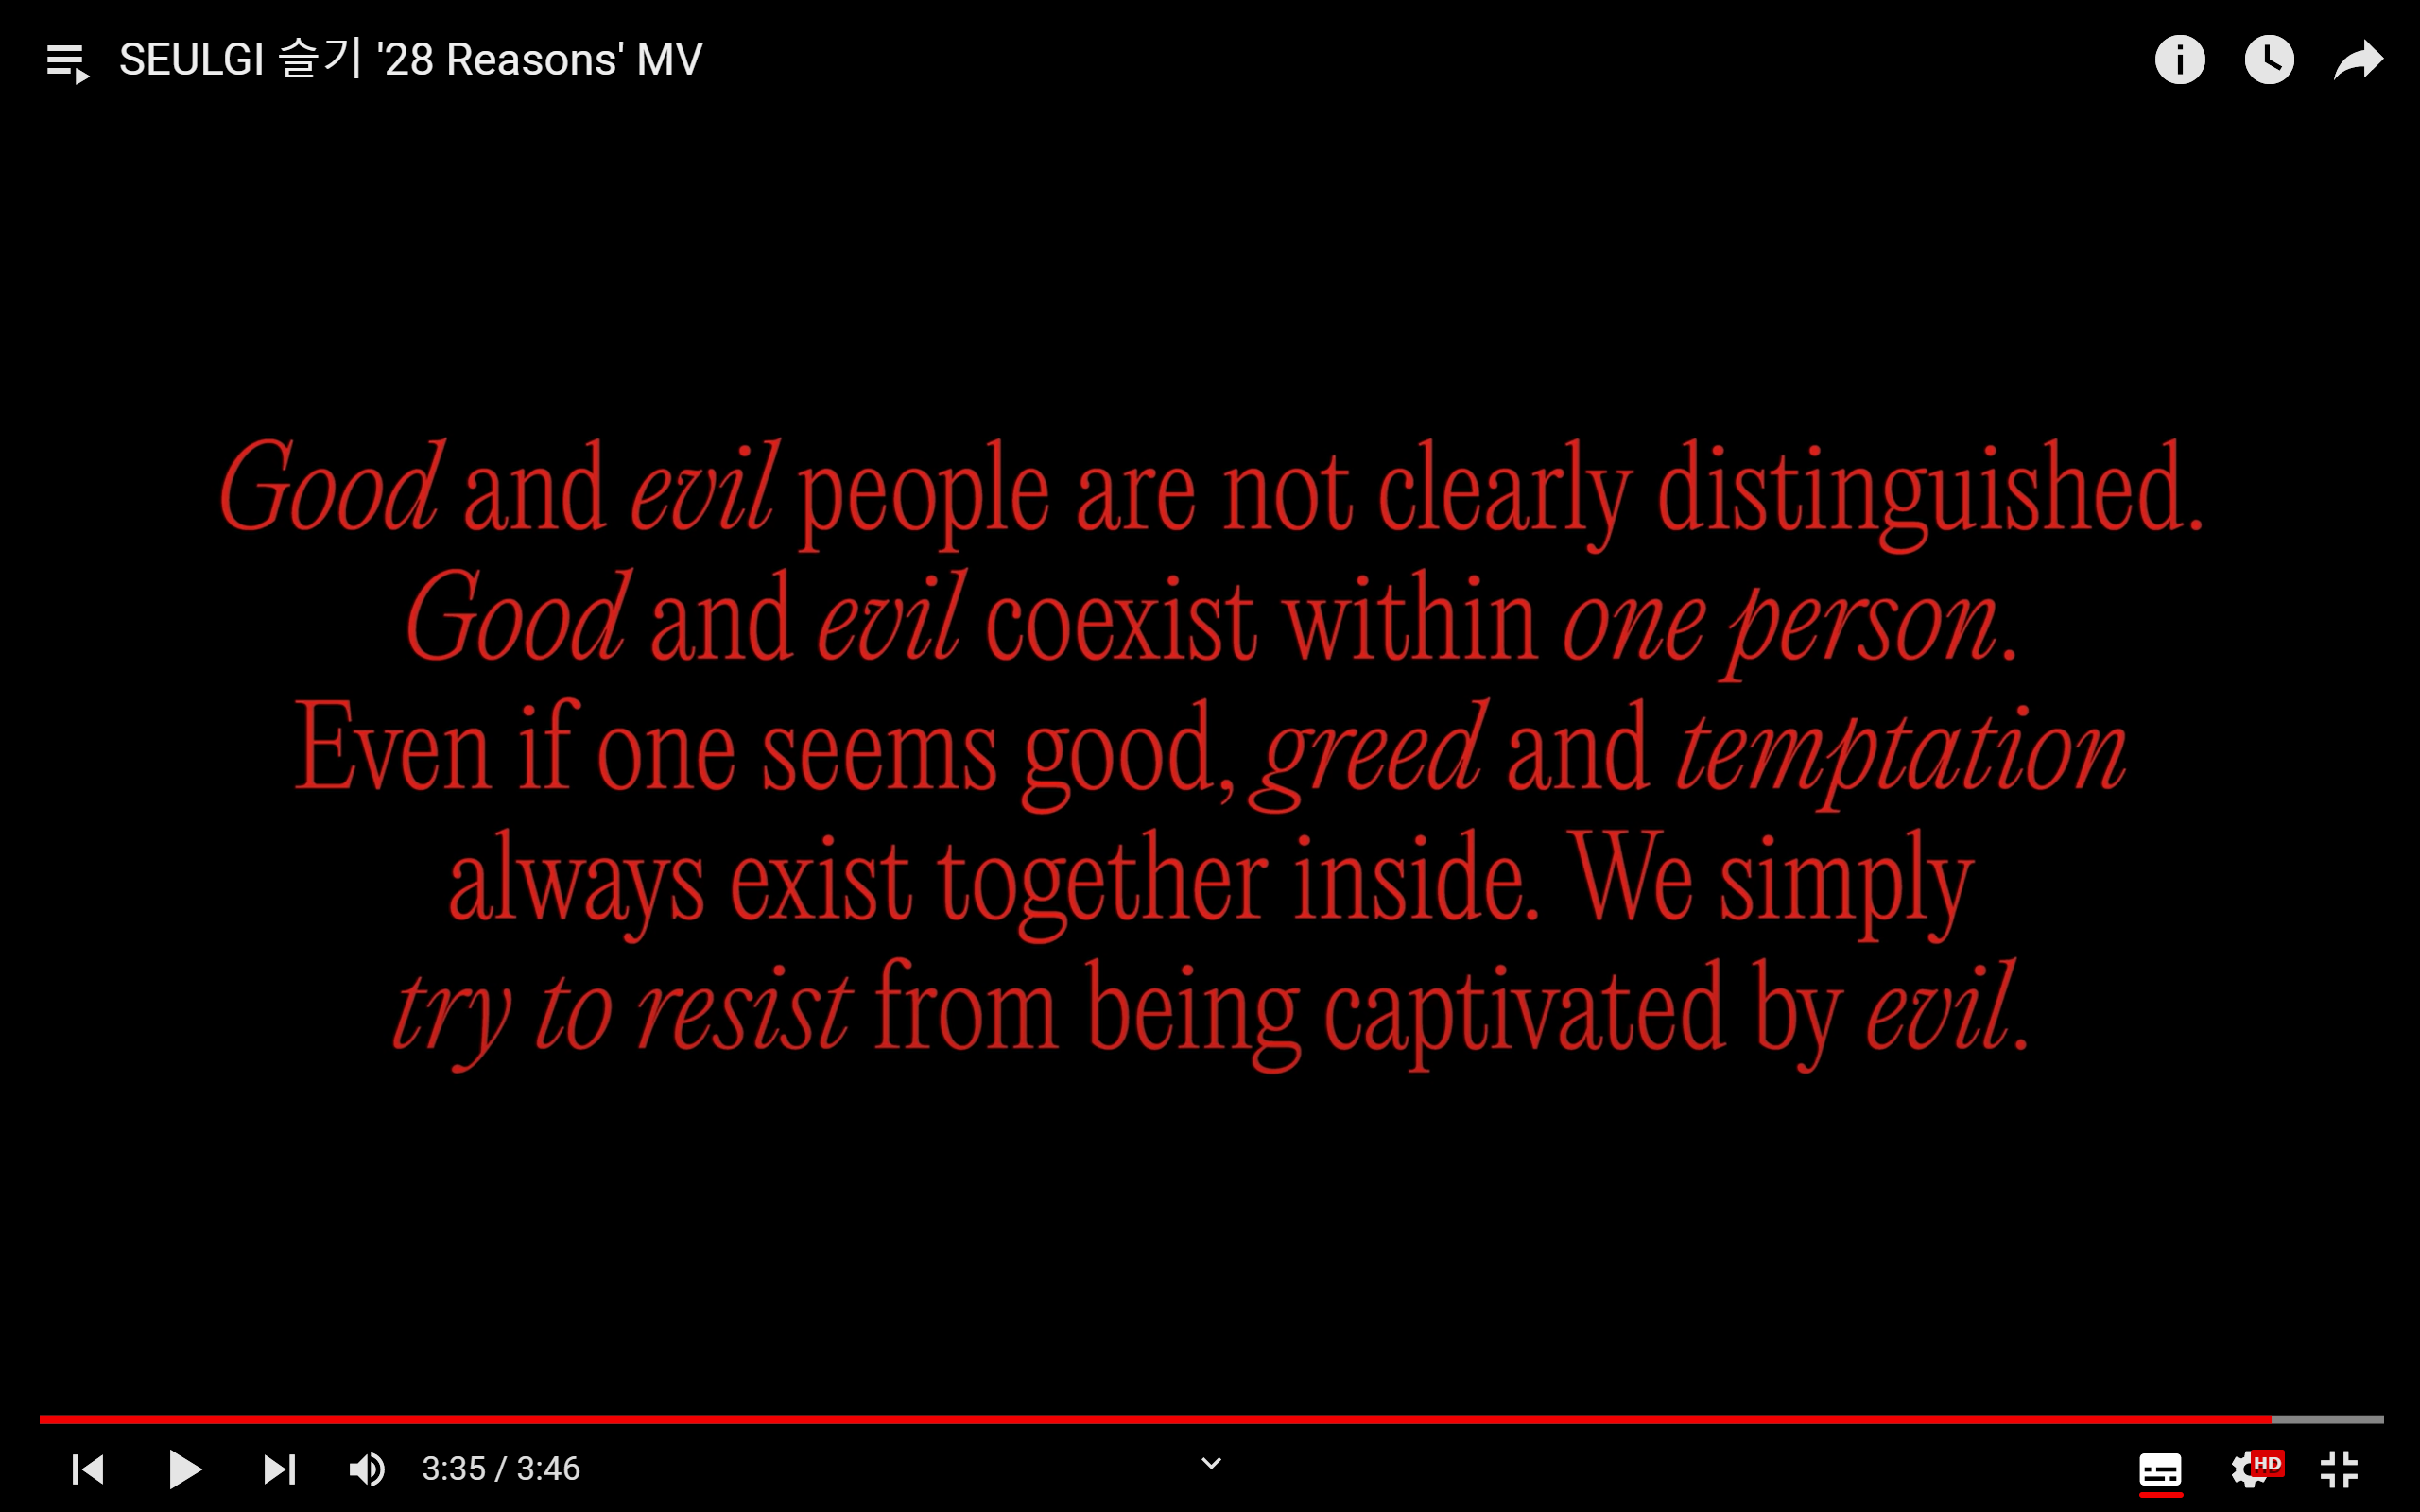 SEULGI 슬기 '28 Reasons' MV
Good and evil people are not clearly distinguished.
Good and evil coexist within one person.
Even if one seems good, greed and temptation
always exist together inside. We simply
try to resist from being captivated by evil.
3:35 / 3:46
HD